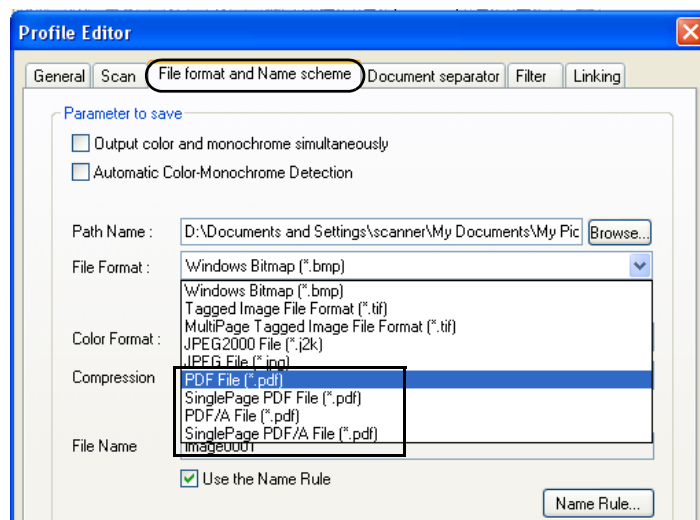 Profile Editor
General Scan File format and Name scheme Document separator Filter Linking
Parameter to save
Output color and monochrome simultaneously
Automatic Color-Monochrome Detection
Path Name : D:\Documents and Settings\scanner\My Documents\My Pic Browse...
File Format : Windows Bitmap (*.bmp)
Windows Bitmap (*.bmp)
Tagged Image File Format (*.tif)
MultiPage Tagged Image File Format (*.tif)
Color Format : JPEG2000 File (*.j2k)
JPEG File (*.jpg)
Compression PDF File (*.pdf)
SinglePage PDF File (*.pdf)
PDF/A File (*.pdf)
SinglePage PDF/A File (*.pdf)
File Name image0001
Use the Name Rule
Name Rule...